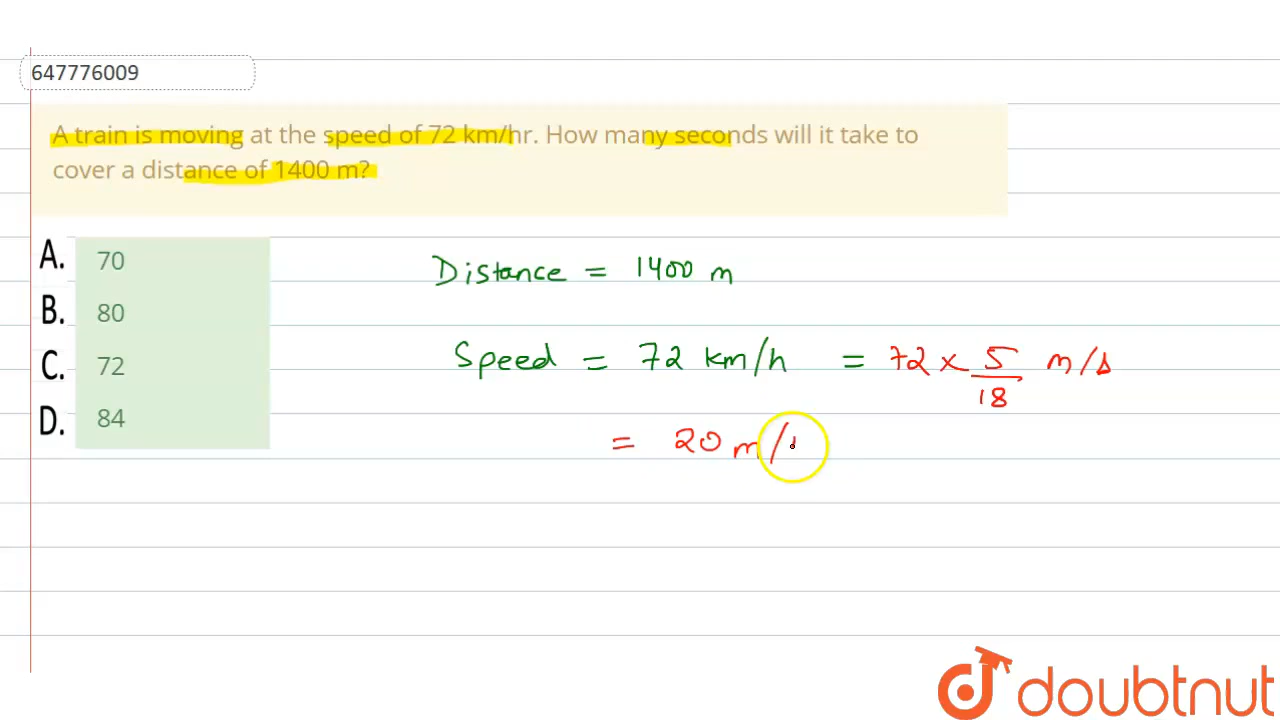 647776009
A train is moving at the speed of 72 km/hr. How many seconds will it take to
cover a distance of 1400 m?
A. 70
B. 80
C. 72
D. 84
Distance = 1400 m
Speed = 72 km/h = 72 × 5/18 m/s
= 20 m/
doubtnut